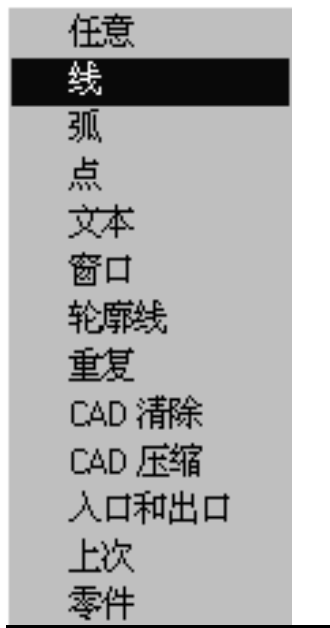 任意
线
弧
点
文本
窗口
轮廓线
重复
CAD 清除
CAD 压缩
入口和出口
上次
零件